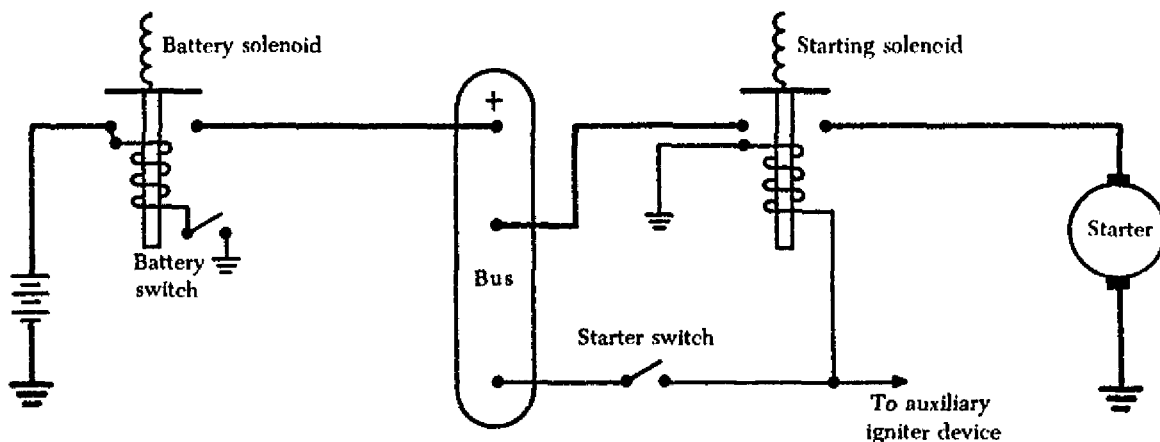 Battery solenoid
Starting solenoid
+
Battery
switch
Bus
Starter
Starter switch
To auxiliary
igniter device